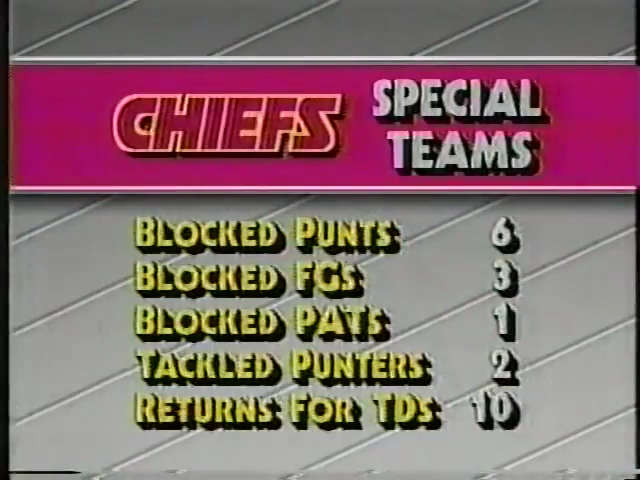 CHIEFS SPECIAL TEAMS
BLOCKED PUNTS 6
BLOCKED FGS 3
BLOCKED PATS 1
TACKLED PUNTERS 2
RETURNS FOR TDS 10